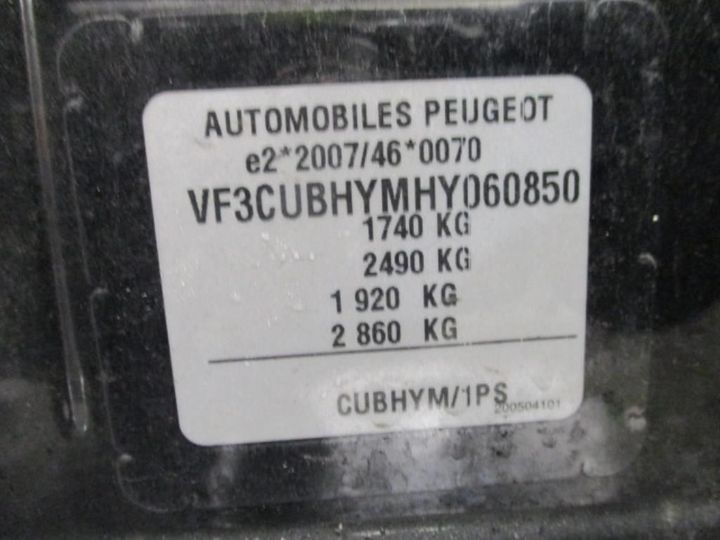 AUTOMOBILES PEUGEOT
e2*2007/46*0070
VF3CUBHYMHY060850
1740 KG
2490 KG
1 920 KG
2 860 KG
CUBHYM/1PS
200504101